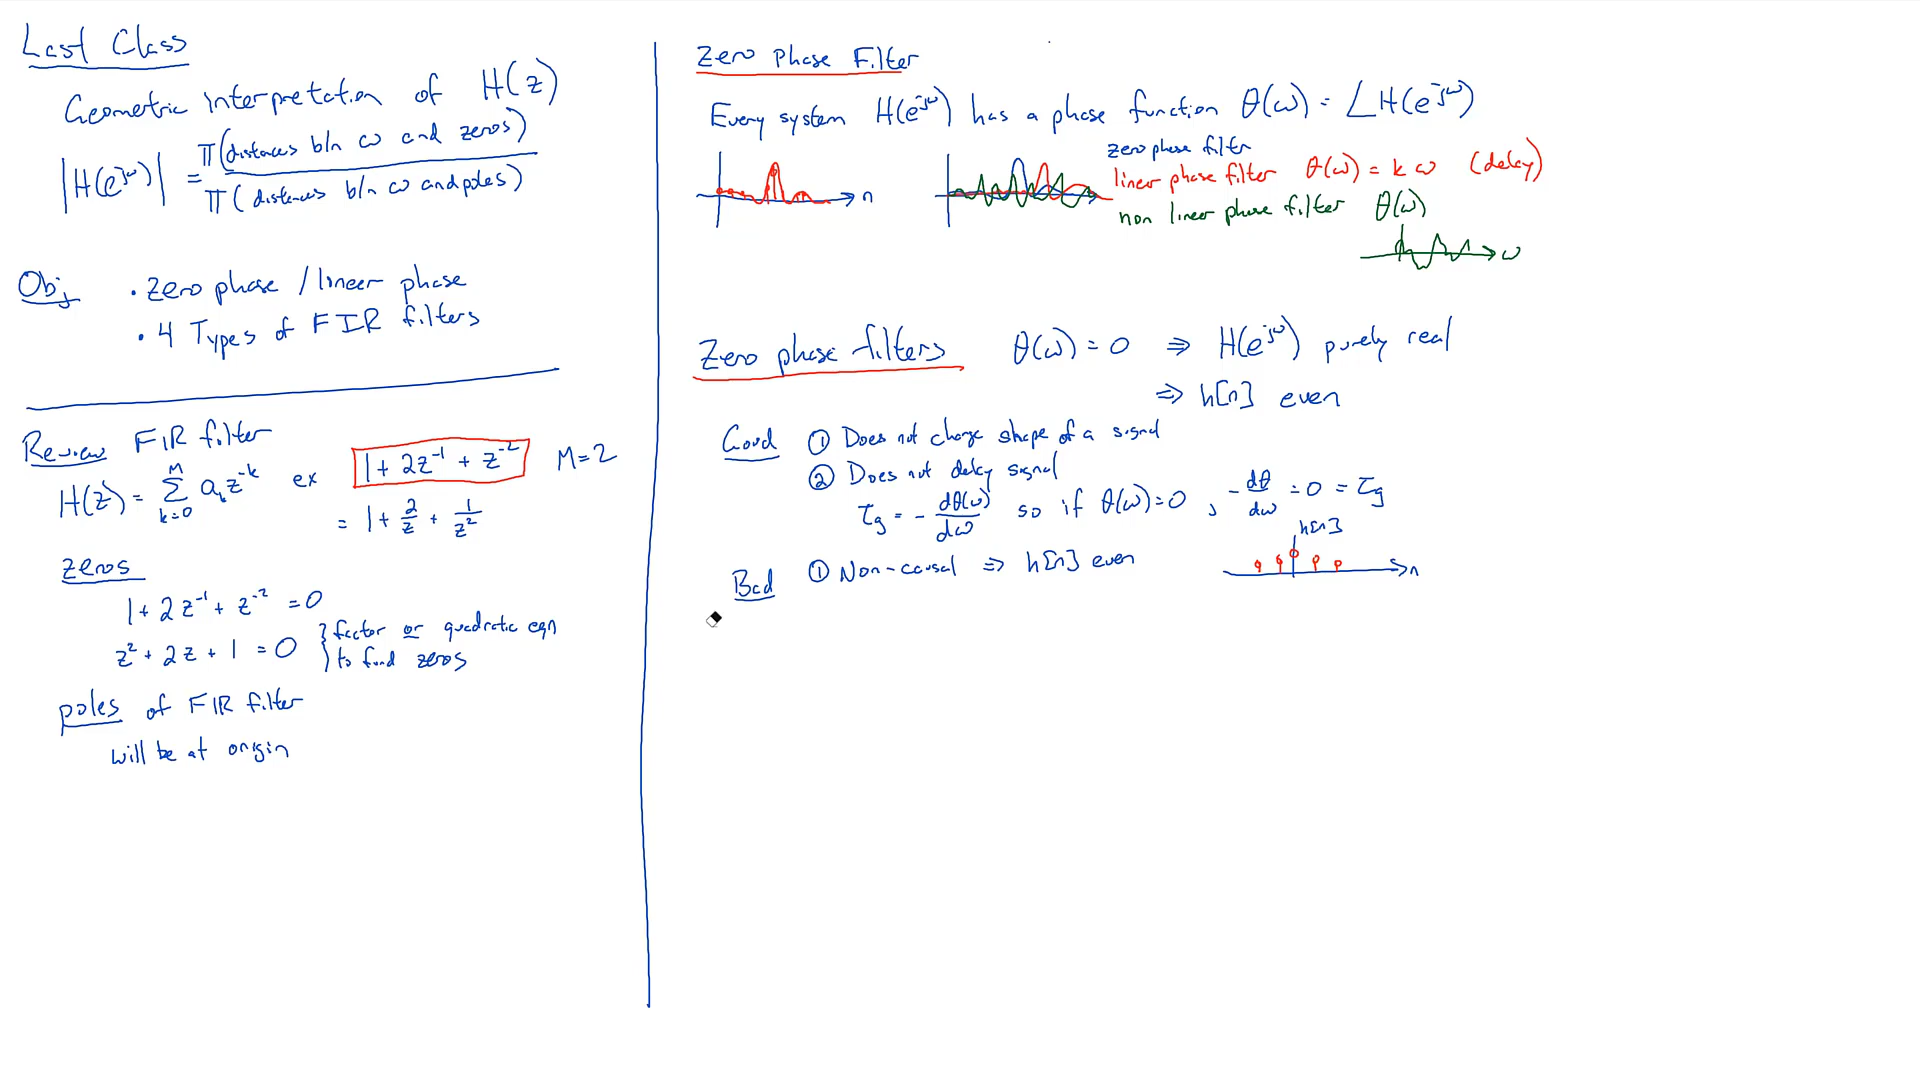 Last Class
Geometric interpretation of H(z)
|H(e^jω)| = π(distances b/n ω and zeros) / π(distances b/n ω and poles)
Obj
• Zero phase / linear phase
• 4 Types of FIR filters
Review FIR filter
H(z) = Σ_{k=0}^{M} a_k z^-k ex 1 + 2z^-1 + z^-2 M=2
= 1 + 2/z + 1/z^2
zeros
1 + 2z^-1 + z^-2 = 0
z^2 + 2z + 1 = 0 } factor or quadratic eqn
to find zeros
poles of FIR filter
will be at origin
Zero phase Filter
Every system H(e^jω) has a phase function θ(ω) = ∠H(e^jω)
zero phase filter
linear phase filter θ(ω) = kω (delay)
n
non linear phase filter θ(ω)
ω
Zero phase filters θ(ω) = 0 ⇒ H(e^jω) purely real
⇒ h[n] even
Good ① Does not change shape of a signal
② Does not delay signal
τg = - dθ(ω)/dω so if θ(ω)=0, -dθ/dω = 0 = τg
h[n]
Bad ① Non-causal ⇒ h[n] even
n